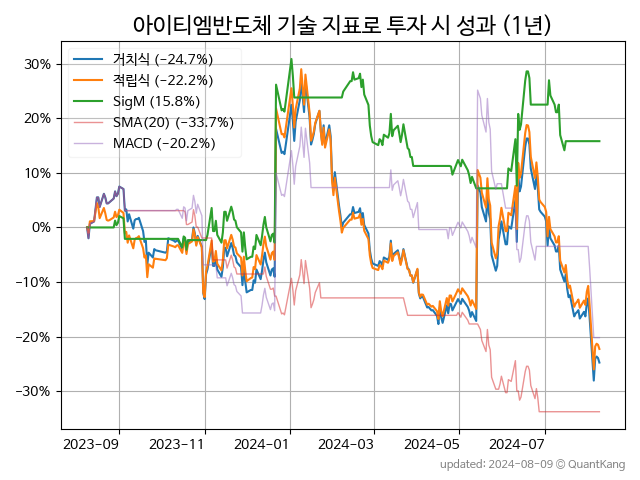 아이티엠반도체 기술 지표로 투자 시 성과 (1년)
거치식 (−24.7%)
적립식 (−22.2%)
SigM (15.8%)
SMA(20) (−33.7%)
MACD (−20.2%)
30%
20%
10%
0%
−10%
−20%
−30%
2023-09 2023-11 2024-01 2024-03 2024-05 2024-07
updated: 2024-08-09 © QuantKang